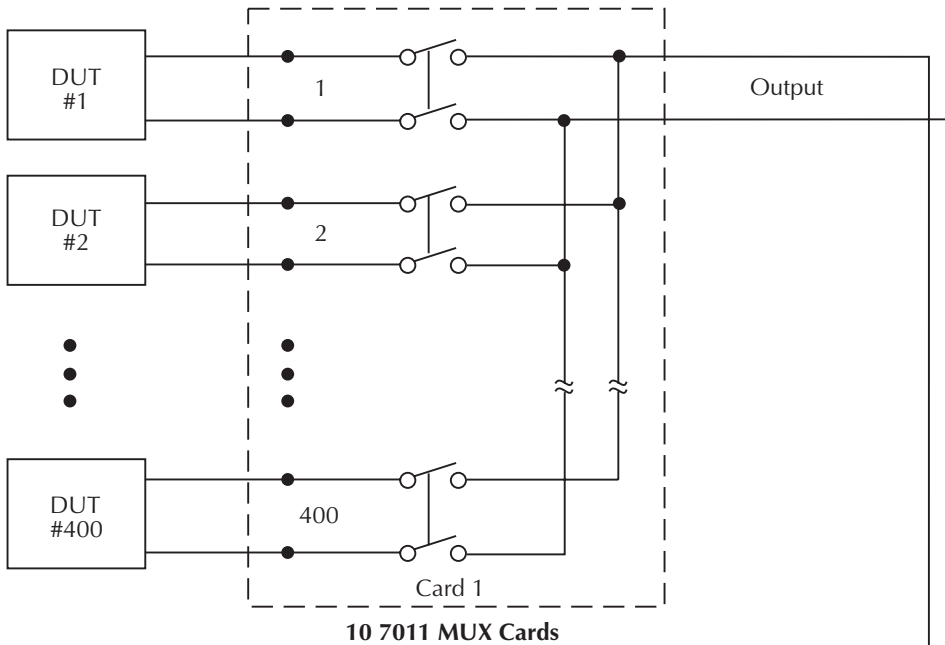 DUT
#1
1
Output
DUT
#2
2
DUT
#400
400
Card 1
10 7011 MUX Cards